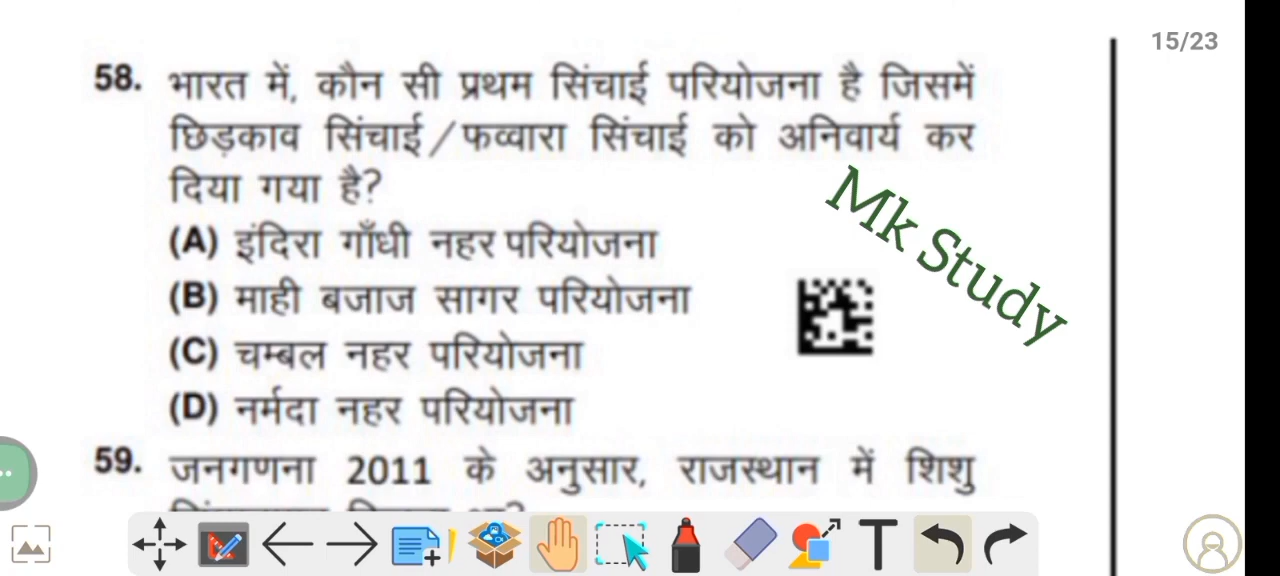 15/23
58. भारत में, कौन सी प्रथम सिंचाई परियोजना है जिसमें
छिड़काव सिंचाई/फव्वारा सिंचाई को अनिवार्य कर
दिया गया है?
(A) इंदिरा गाँधी नहर परियोजना
(B) माही बजाज सागर परियोजना
(C) चम्बल नहर परियोजना
(D) नर्मदा नहर परियोजना
Mk Study
59. जनगणना 2011 के अनुसार, राजस्थान में शिशु